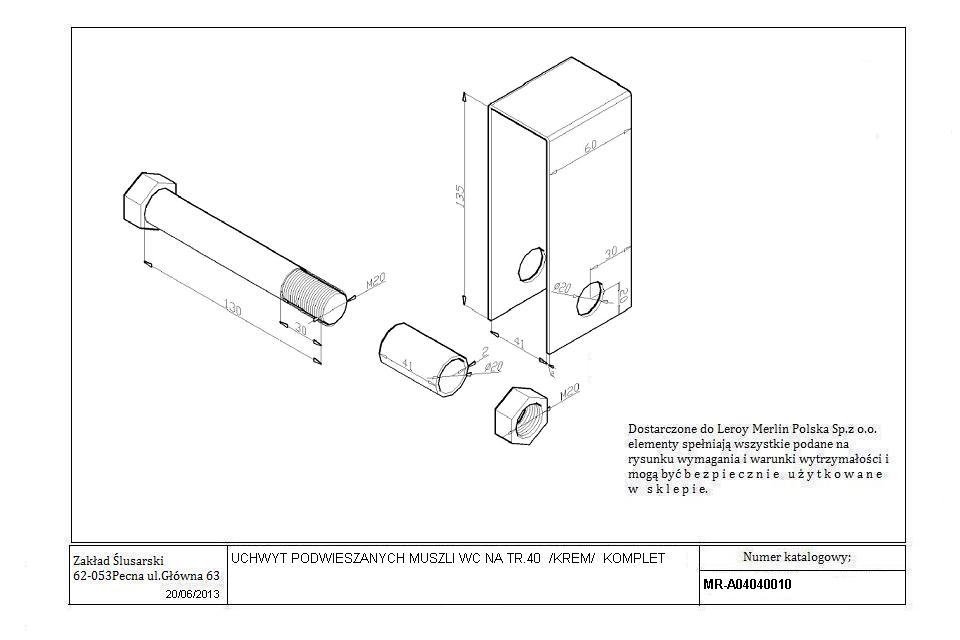 60
135
30
Ø20
20
M20
130
30
41
2
41
2
Ø20
M20
Dostarczone do Leroy Merlin Polska Sp.z o.o.
elementy spełniają wszystkie podane na
rysunku wymagania i warunki wytrzymałości i
mogą być b e z p i e c z n i e u ż y t k o w a n e
w s k l e p i e.
Zakład Ślusarski
62-053Pecna ul.Główna 63
20/06/2013
UCHWYT PODWIESZANYCH MUSZLI WC NA TR.40 /KREM/ KOMPLET
Numer katalogowy;
MR-A04040010